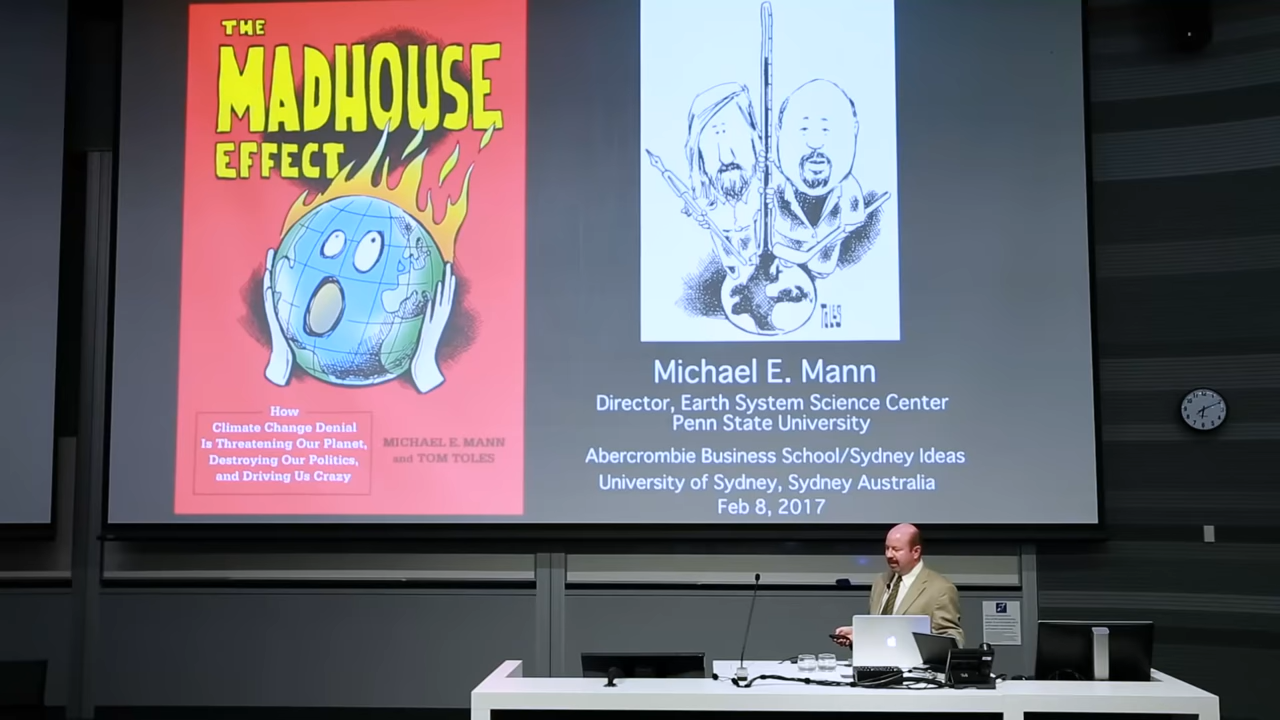 THE
MADHOUSE
EFFECT
How
Climate Change Denial
Is Threatening Our Planet,
Destroying Our Politics,
and Driving Us Crazy
MICHAEL E. MANN
and TOM TOLES
TOLES
Michael E. Mann
Director, Earth System Science Center
Penn State University
Abercrombie Business School/Sydney Ideas
University of Sydney, Sydney Australia
Feb 8, 2017